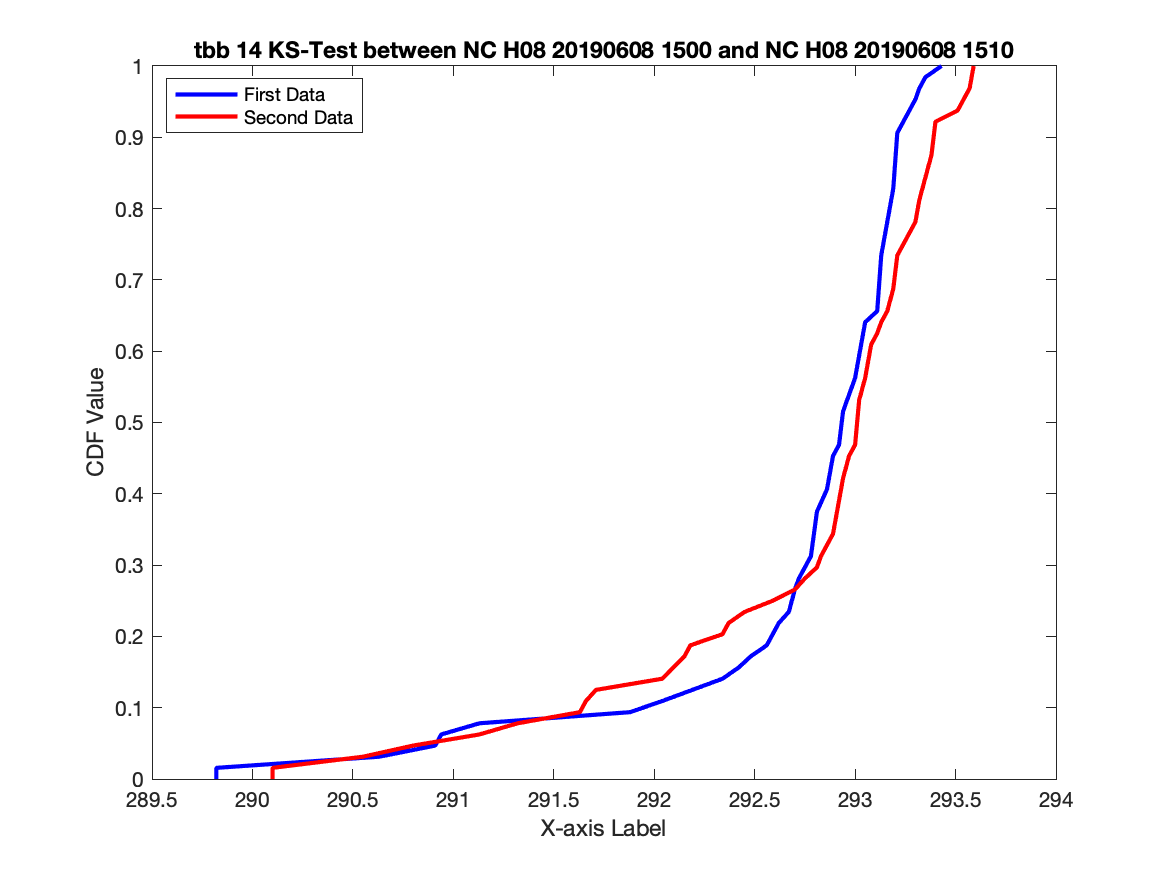 tbb 14 KS-Test between NC H08 20190608 1500 and NC H08 20190608 1510
First Data
Second Data
1
0.9
0.8
0.7
0.6
0.5
0.4
0.3
0.2
0.1
0
CDF Value
289.5 290 290.5 291 291.5 292 292.5 293 293.5 294
X-axis Label